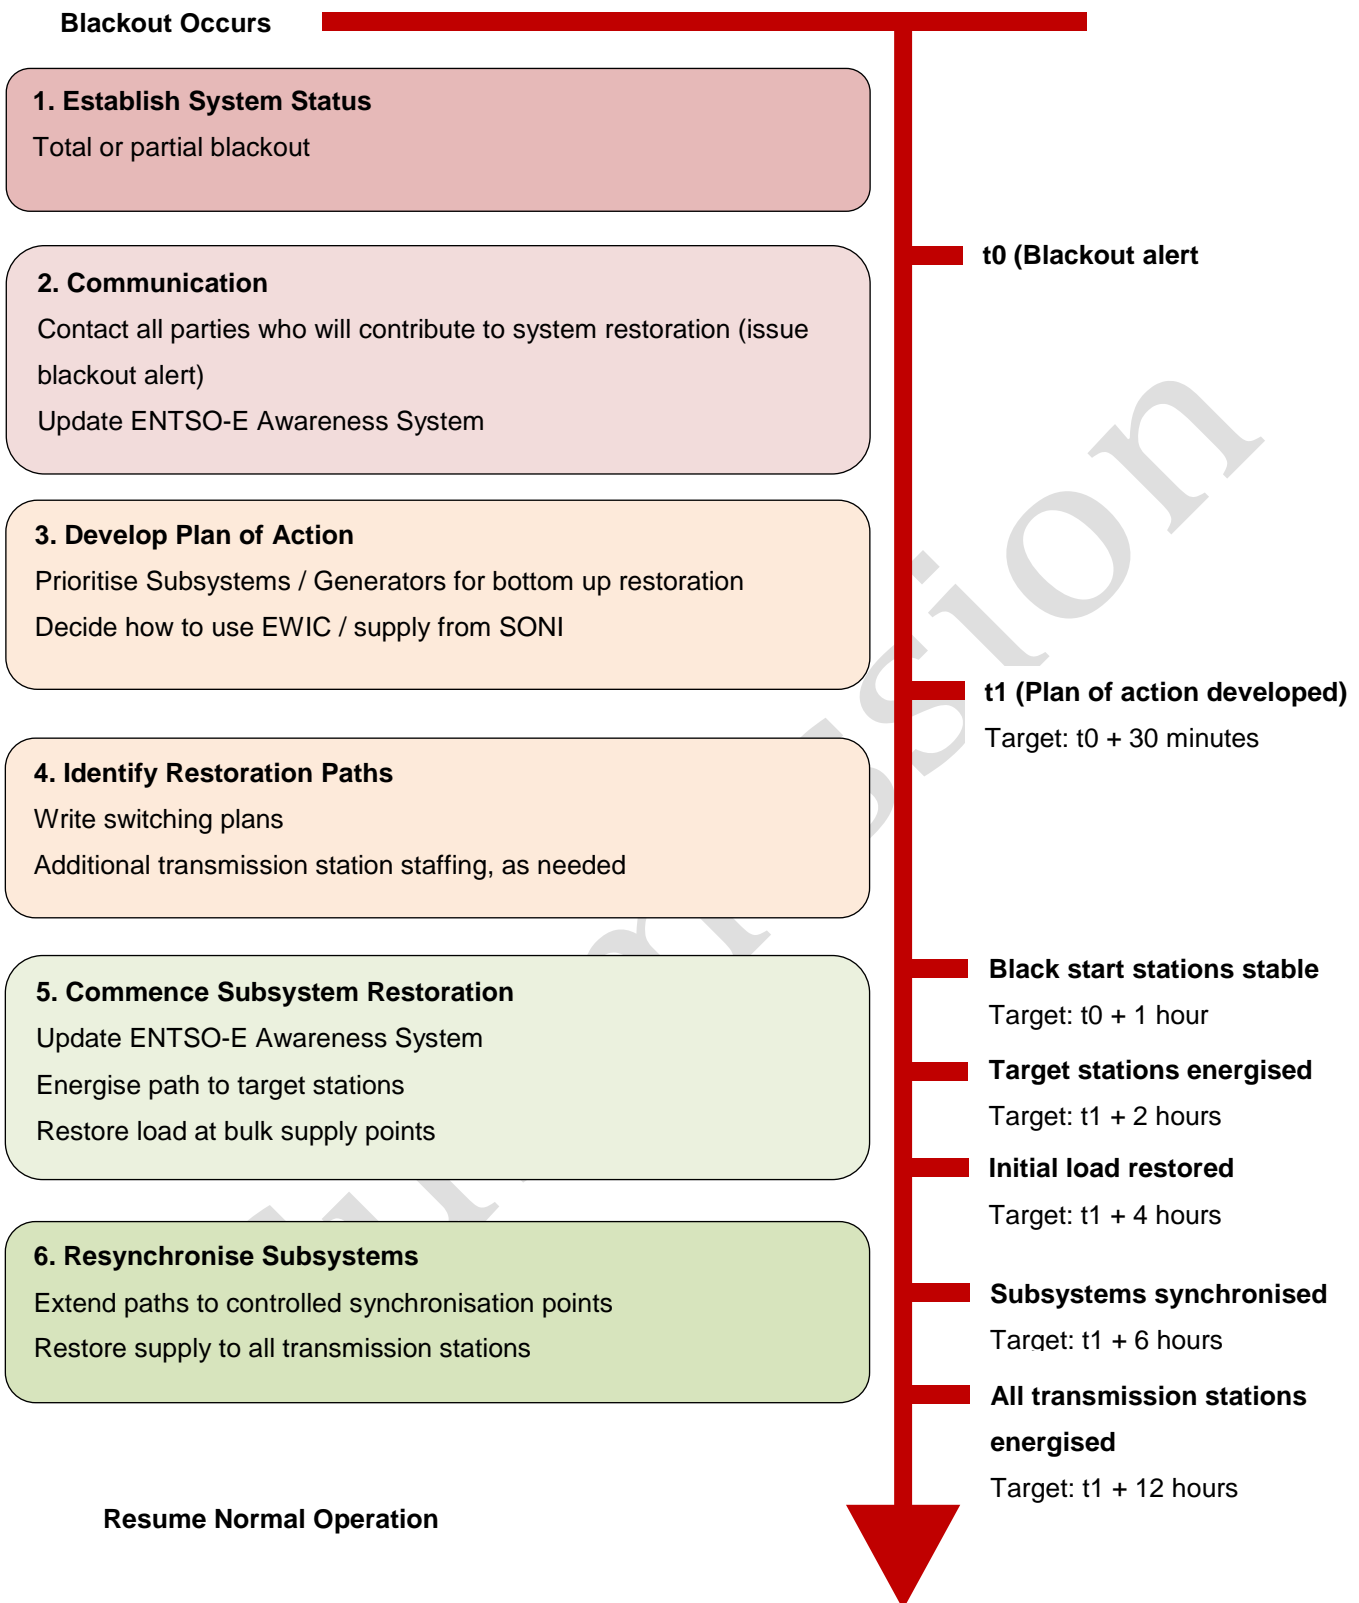 Blackout Occurs
1. Establish System Status
Total or partial blackout
t0 (Blackout alert
2. Communication
Contact all parties who will contribute to system restoration (issue
blackout alert)
Update ENTSO-E Awareness System
3. Develop Plan of Action
Prioritise Subsystems / Generators for bottom up restoration
Decide how to use EWIC / supply from SONI
t1 (Plan of action developed)
Target: t0 + 30 minutes
4. Identify Restoration Paths
Write switching plans
Additional transmission station staffing, as needed
5. Commence Subsystem Restoration
Update ENTSO-E Awareness System
Energise path to target stations
Restore load at bulk supply points
Black start stations stable
Target: t0 + 1 hour
Target stations energised
Target: t1 + 2 hours
Initial load restored
Target: t1 + 4 hours
6. Resynchronise Subsystems
Extend paths to controlled synchronisation points
Restore supply to all transmission stations
Subsystems synchronised
Target: t1 + 6 hours
All transmission stations
energised
Target: t1 + 12 hours
Resume Normal Operation